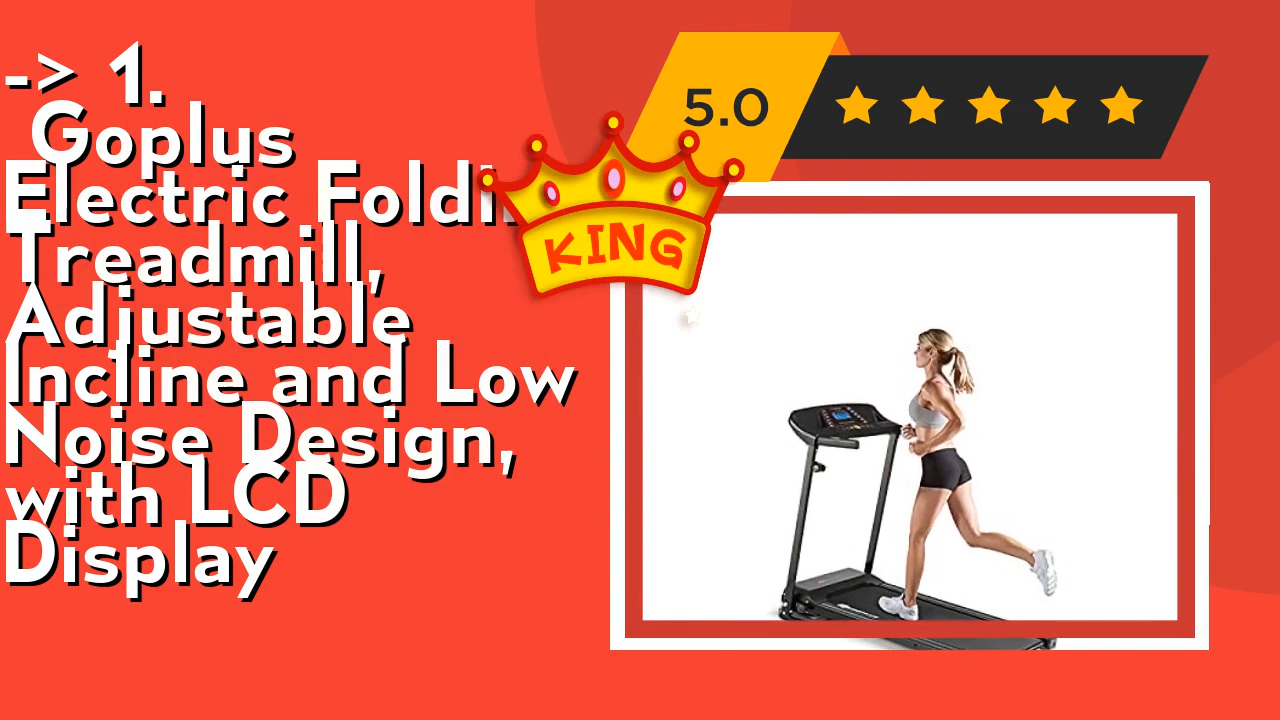 -> 1.
Goplus
Electric Foldi
Treadmill,
Adjustable
Incline and Low
Noise Design,
with LCD
Display
5.0
KING